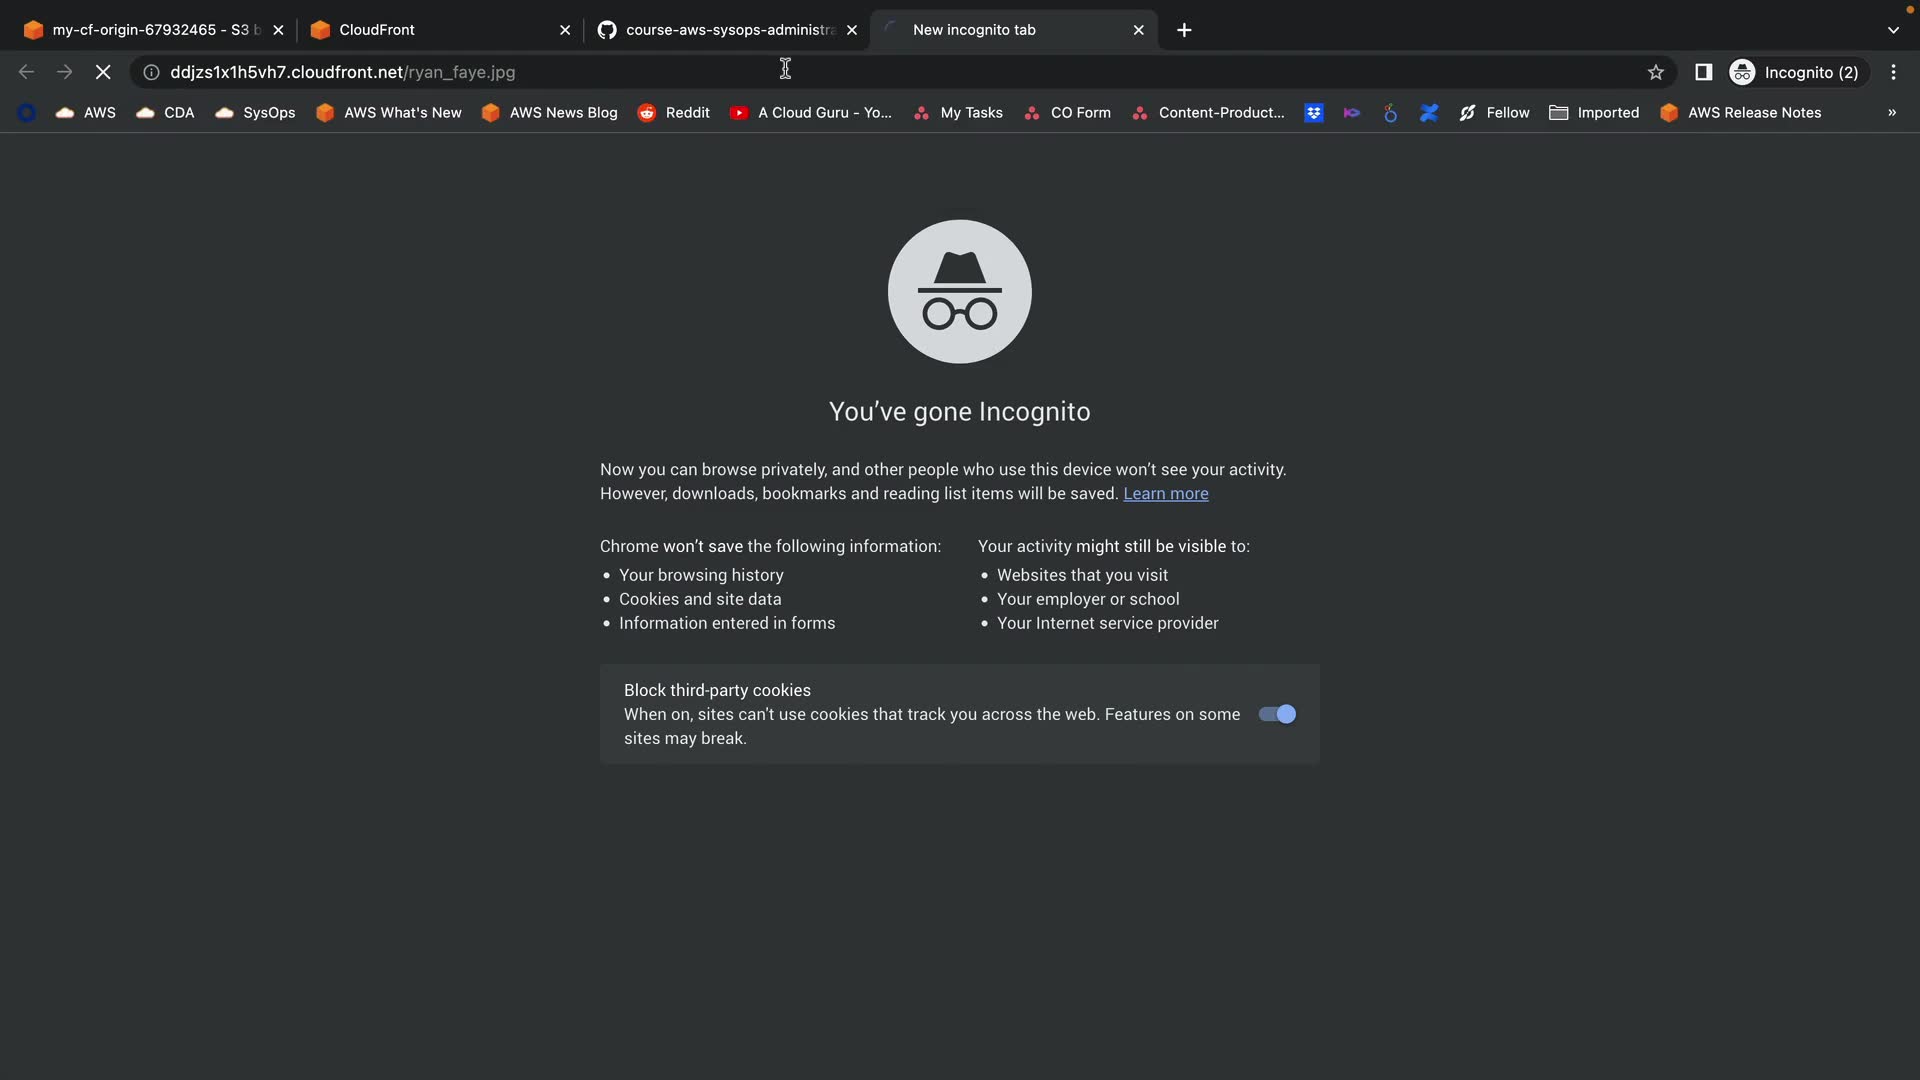 my-cf-origin-67932465 - S3 b
CloudFront
course-aws-sysops-administra
New incognito tab
ddjzs1x1h5vh7.cloudfront.net/ryan_faye.jpg
Incognito (2)
AWS
CDA
SysOps
AWS What's New
AWS News Blog
Reddit
A Cloud Guru - Yo...
My Tasks
CO Form
Content-Product...
Fellow
Imported
AWS Release Notes
»
You've gone Incognito
Now you can browse privately, and other people who use this device won't see your activity.
However, downloads, bookmarks and reading list items will be saved. Learn more
Chrome won't save the following information:
• Your browsing history
• Cookies and site data
• Information entered in forms
Your activity might still be visible to:
• Websites that you visit
• Your employer or school
• Your Internet service provider
Block third-party cookies
When on, sites can't use cookies that track you across the web. Features on some
sites may break.